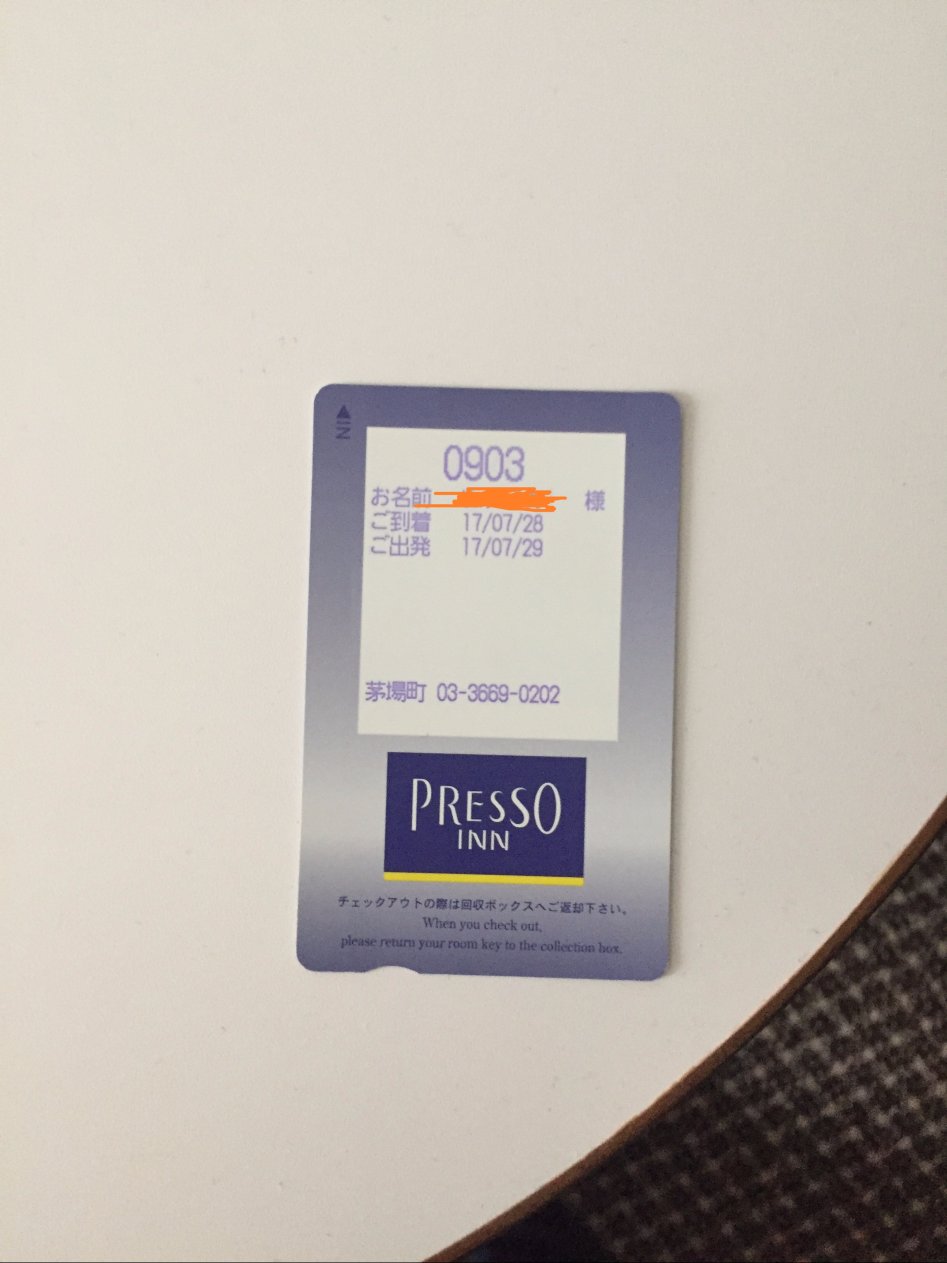 ▲IN
0903
お名前 様
ご到着 17/07/28
ご出発 17/07/29
茅場町 03-3669-0202
PRESSO
INN
チェックアウトの際は回収ボックスへご返却下さい。
When you check out,
please return your room key to the collection box.